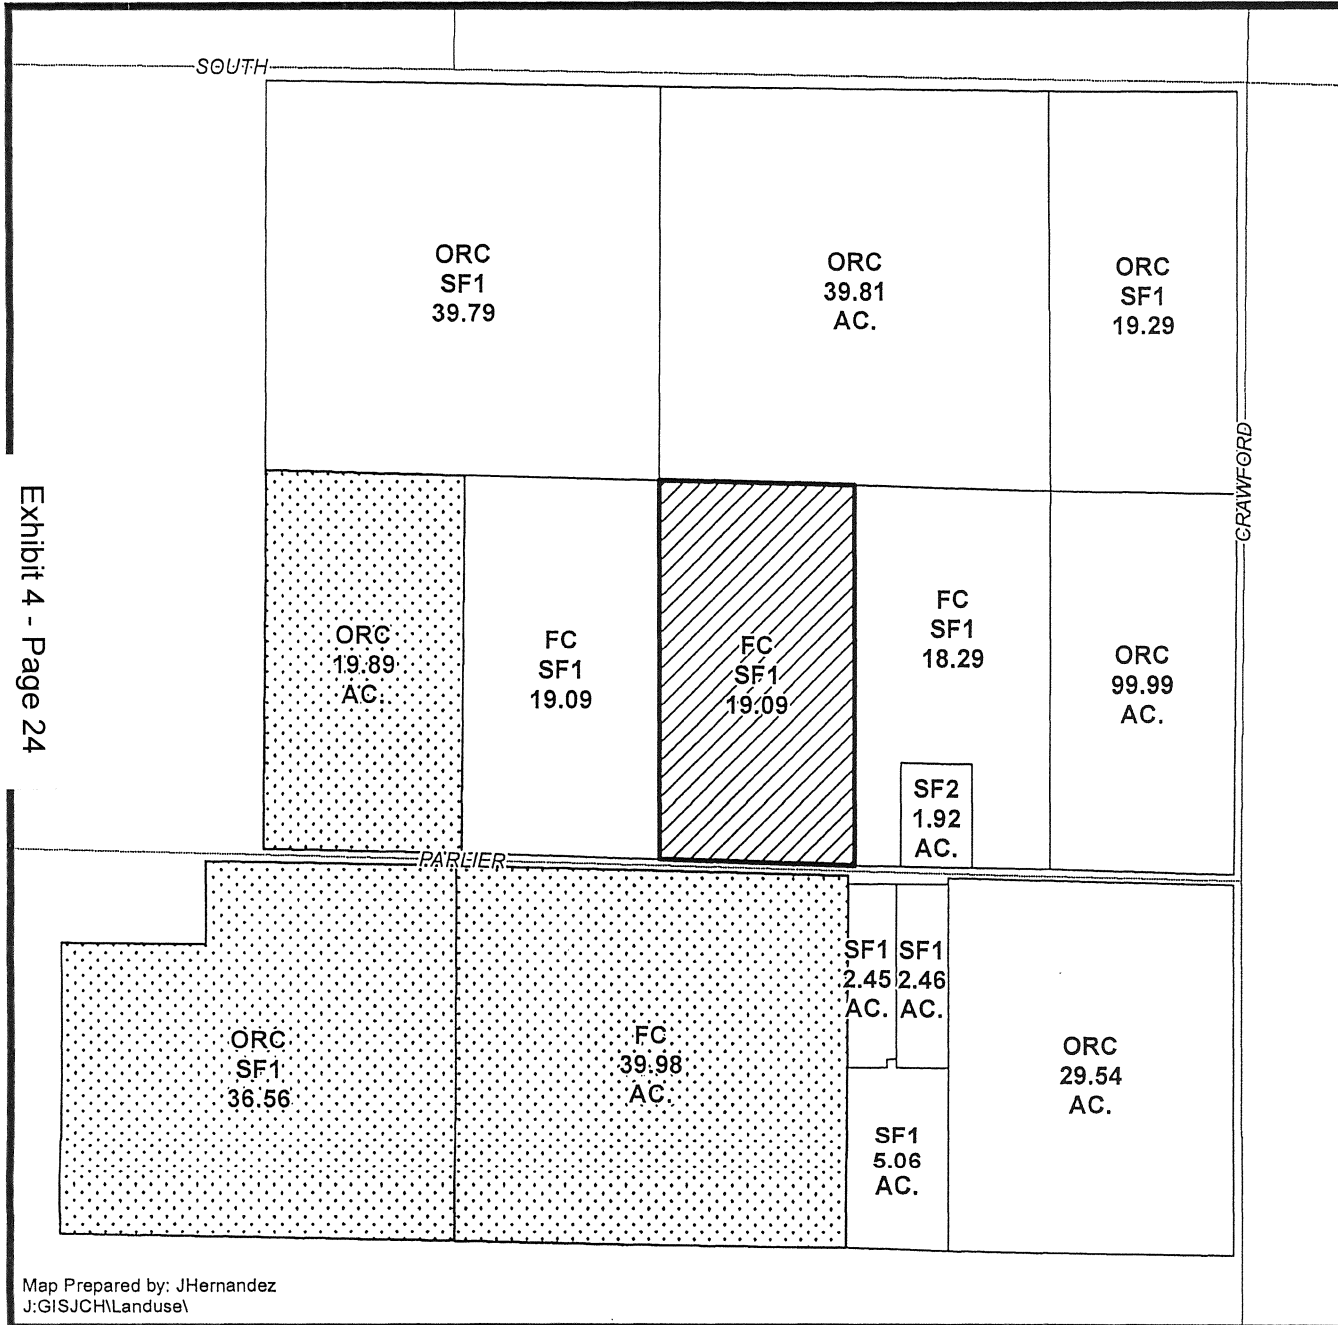 SOUTH
ORC
SF1
39.79
ORC
39.81
AC.
ORC
SF1
19.29
CRAWFORD
Exhibit 4 - Page 24
ORC
19.89
AC.
FC
SF1
19.09
FC
SF1
19.09
FC
SF1
18.29
ORC
99.99
AC.
SF2
1.92
AC.
PARLIER
ORC
SF1
36.56
FC
39.98
AC.
SF1
2.45
AC.
SF1
2.46
AC.
SF1
5.06
AC.
ORC
29.54
AC.
Map Prepared by: JHernandez
J:GISJCH\Landuse\